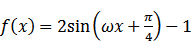 f(x) = 2sin(ωx + π/4) − 1